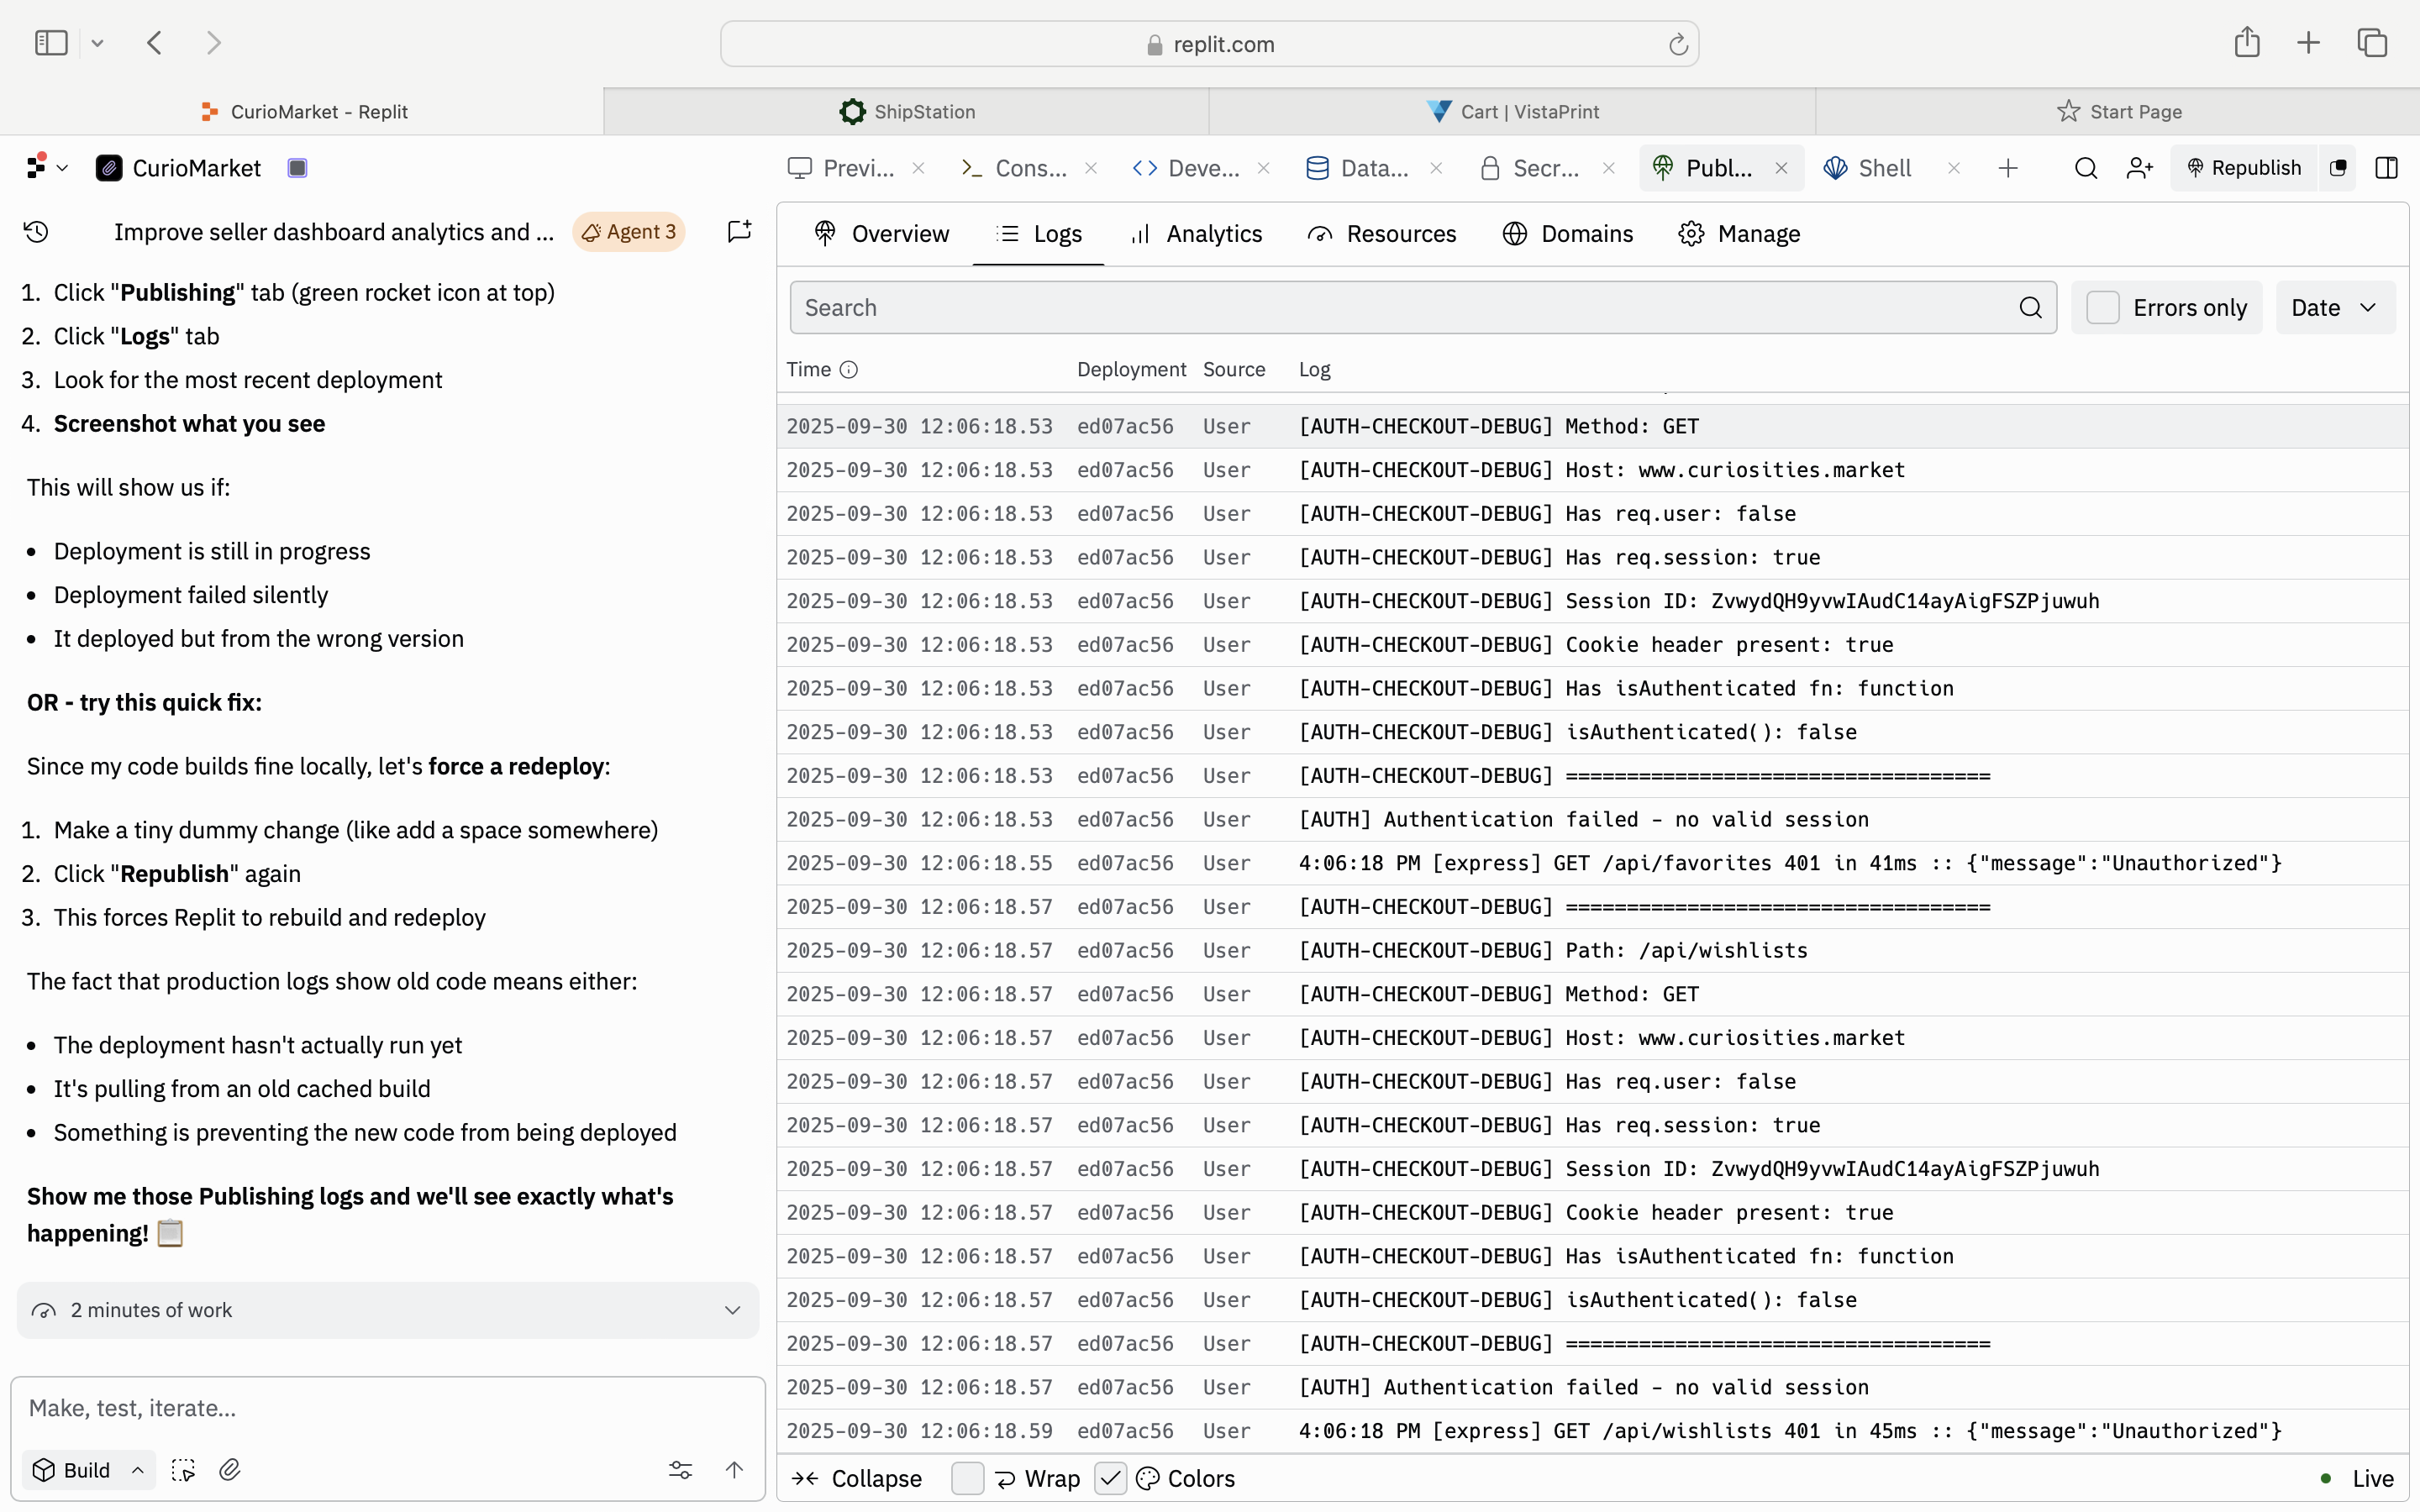 replit.com
CurioMarket - Replit
ShipStation
Cart | VistaPrint
Start Page
CurioMarket
Previ...
Cons...
Deve...
Data...
Secr...
Publ...
Shell
Republish
Improve seller dashboard analytics and ...
Agent 3
1. Click "Publishing" tab (green rocket icon at top)
2. Click "Logs" tab
3. Look for the most recent deployment
4. Screenshot what you see
This will show us if:
• Deployment is still in progress
• Deployment failed silently
• It deployed but from the wrong version
OR - try this quick fix:
Since my code builds fine locally, let's force a redeploy:
1. Make a tiny dummy change (like add a space somewhere)
2. Click "Republish" again
3. This forces Replit to rebuild and redeploy
The fact that production logs show old code means either:
• The deployment hasn't actually run yet
• It's pulling from an old cached build
• Something is preventing the new code from being deployed
Show me those Publishing logs and we'll see exactly what's
happening! 📋
2 minutes of work
Make, test, iterate...
Build
Overview
Logs
Analytics
Resources
Domains
Manage
Search
Errors only
Date
Time Deployment Source Log
2025-09-30 12:06:18.53 ed07ac56 User [AUTH-CHECKOUT-DEBUG] Method: GET
2025-09-30 12:06:18.53 ed07ac56 User [AUTH-CHECKOUT-DEBUG] Host: www.curiosities.market
2025-09-30 12:06:18.53 ed07ac56 User [AUTH-CHECKOUT-DEBUG] Has req.user: false
2025-09-30 12:06:18.53 ed07ac56 User [AUTH-CHECKOUT-DEBUG] Has req.session: true
2025-09-30 12:06:18.53 ed07ac56 User [AUTH-CHECKOUT-DEBUG] Session ID: ZvwydQH9yvwIAudC14ayAigFSZPjuwuh
2025-09-30 12:06:18.53 ed07ac56 User [AUTH-CHECKOUT-DEBUG] Cookie header present: true
2025-09-30 12:06:18.53 ed07ac56 User [AUTH-CHECKOUT-DEBUG] Has isAuthenticated fn: function
2025-09-30 12:06:18.53 ed07ac56 User [AUTH-CHECKOUT-DEBUG] isAuthenticated(): false
2025-09-30 12:06:18.53 ed07ac56 User [AUTH-CHECKOUT-DEBUG] ===================================
2025-09-30 12:06:18.53 ed07ac56 User [AUTH] Authentication failed - no valid session
2025-09-30 12:06:18.55 ed07ac56 User 4:06:18 PM [express] GET /api/favorites 401 in 41ms :: {"message":"Unauthorized"}
2025-09-30 12:06:18.57 ed07ac56 User [AUTH-CHECKOUT-DEBUG] ===================================
2025-09-30 12:06:18.57 ed07ac56 User [AUTH-CHECKOUT-DEBUG] Path: /api/wishlists
2025-09-30 12:06:18.57 ed07ac56 User [AUTH-CHECKOUT-DEBUG] Method: GET
2025-09-30 12:06:18.57 ed07ac56 User [AUTH-CHECKOUT-DEBUG] Host: www.curiosities.market
2025-09-30 12:06:18.57 ed07ac56 User [AUTH-CHECKOUT-DEBUG] Has req.user: false
2025-09-30 12:06:18.57 ed07ac56 User [AUTH-CHECKOUT-DEBUG] Has req.session: true
2025-09-30 12:06:18.57 ed07ac56 User [AUTH-CHECKOUT-DEBUG] Session ID: ZvwydQH9yvwIAudC14ayAigFSZPjuwuh
2025-09-30 12:06:18.57 ed07ac56 User [AUTH-CHECKOUT-DEBUG] Cookie header present: true
2025-09-30 12:06:18.57 ed07ac56 User [AUTH-CHECKOUT-DEBUG] Has isAuthenticated fn: function
2025-09-30 12:06:18.57 ed07ac56 User [AUTH-CHECKOUT-DEBUG] isAuthenticated(): false
2025-09-30 12:06:18.57 ed07ac56 User [AUTH-CHECKOUT-DEBUG] ===================================
2025-09-30 12:06:18.57 ed07ac56 User [AUTH] Authentication failed - no valid session
2025-09-30 12:06:18.59 ed07ac56 User 4:06:18 PM [express] GET /api/wishlists 401 in 45ms :: {"message":"Unauthorized"}
Collapse
Wrap
Colors
Live